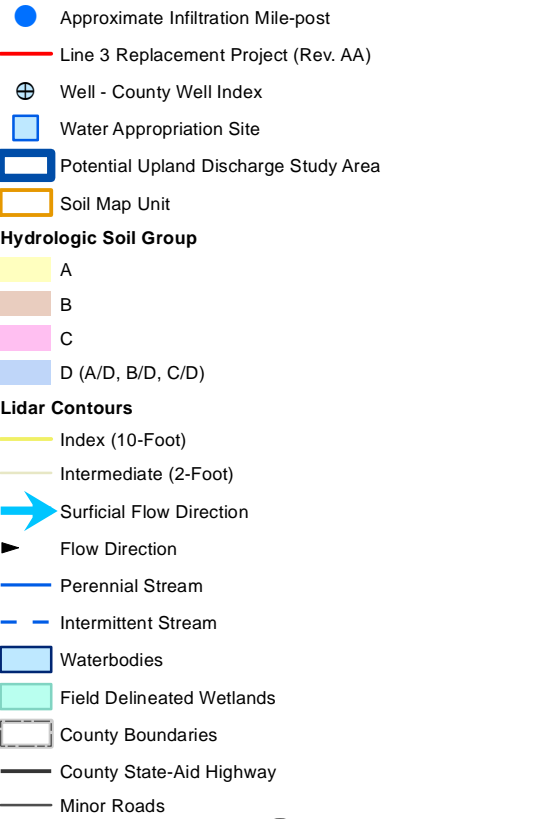 Approximate Infiltration Mile-post
Line 3 Replacement Project (Rev. AA)
Well - County Well Index
Water Appropriation Site
Potential Upland Discharge Study Area
Soil Map Unit
Hydrologic Soil Group
A
B
C
D (A/D, B/D, C/D)
Lidar Contours
Index (10-Foot)
Intermediate (2-Foot)
Surficial Flow Direction
Flow Direction
Perennial Stream
Intermittent Stream
Waterbodies
Field Delineated Wetlands
County Boundaries
County State-Aid Highway
Minor Roads